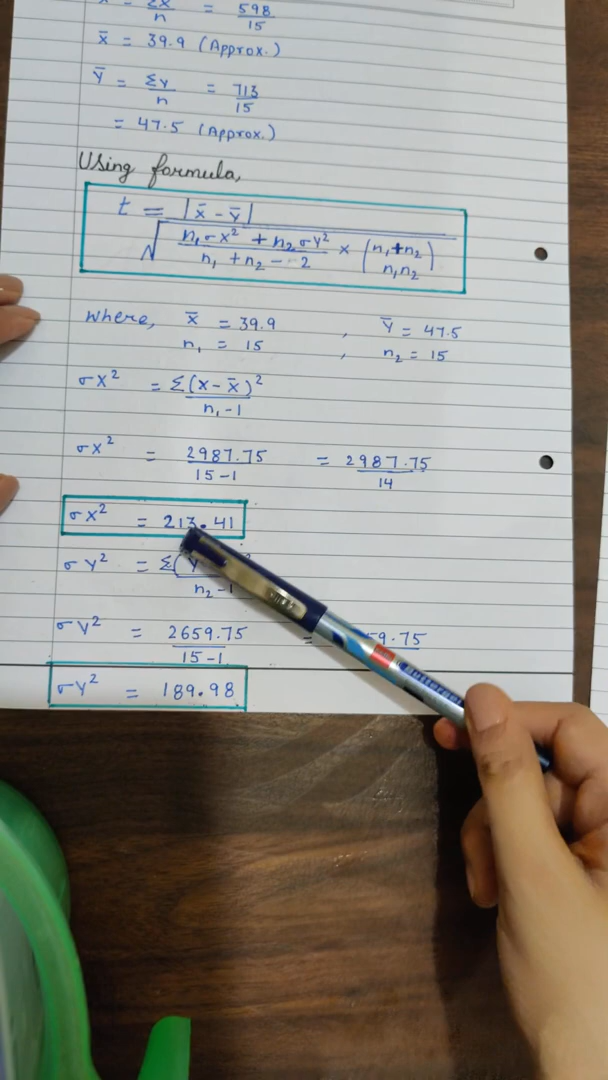 n = 598/15
x̄ = 39.9 (Approx.)
Ȳ = ΣY/n = 713/15
= 47.5 (Approx.)
Using formula,
t = |x̄ - ȳ| / √((n₁σx² + n₂σy²)/(n₁ + n₂ - 2) × (n₁+n₂)/(n₁n₂))
where, x̄ = 39.9 , Ȳ = 47.5
n₁ = 15 , n₂ = 15
σx² = Σ(x-x̄)²/(n₁-1)
σx² = 2987.75/(15-1) = 2987.75/14
σx² = 213.41
σy² = Σ(Y
n₂-1
σy² = 2659.75/(15-1) = 59.75
σy² = 189.98